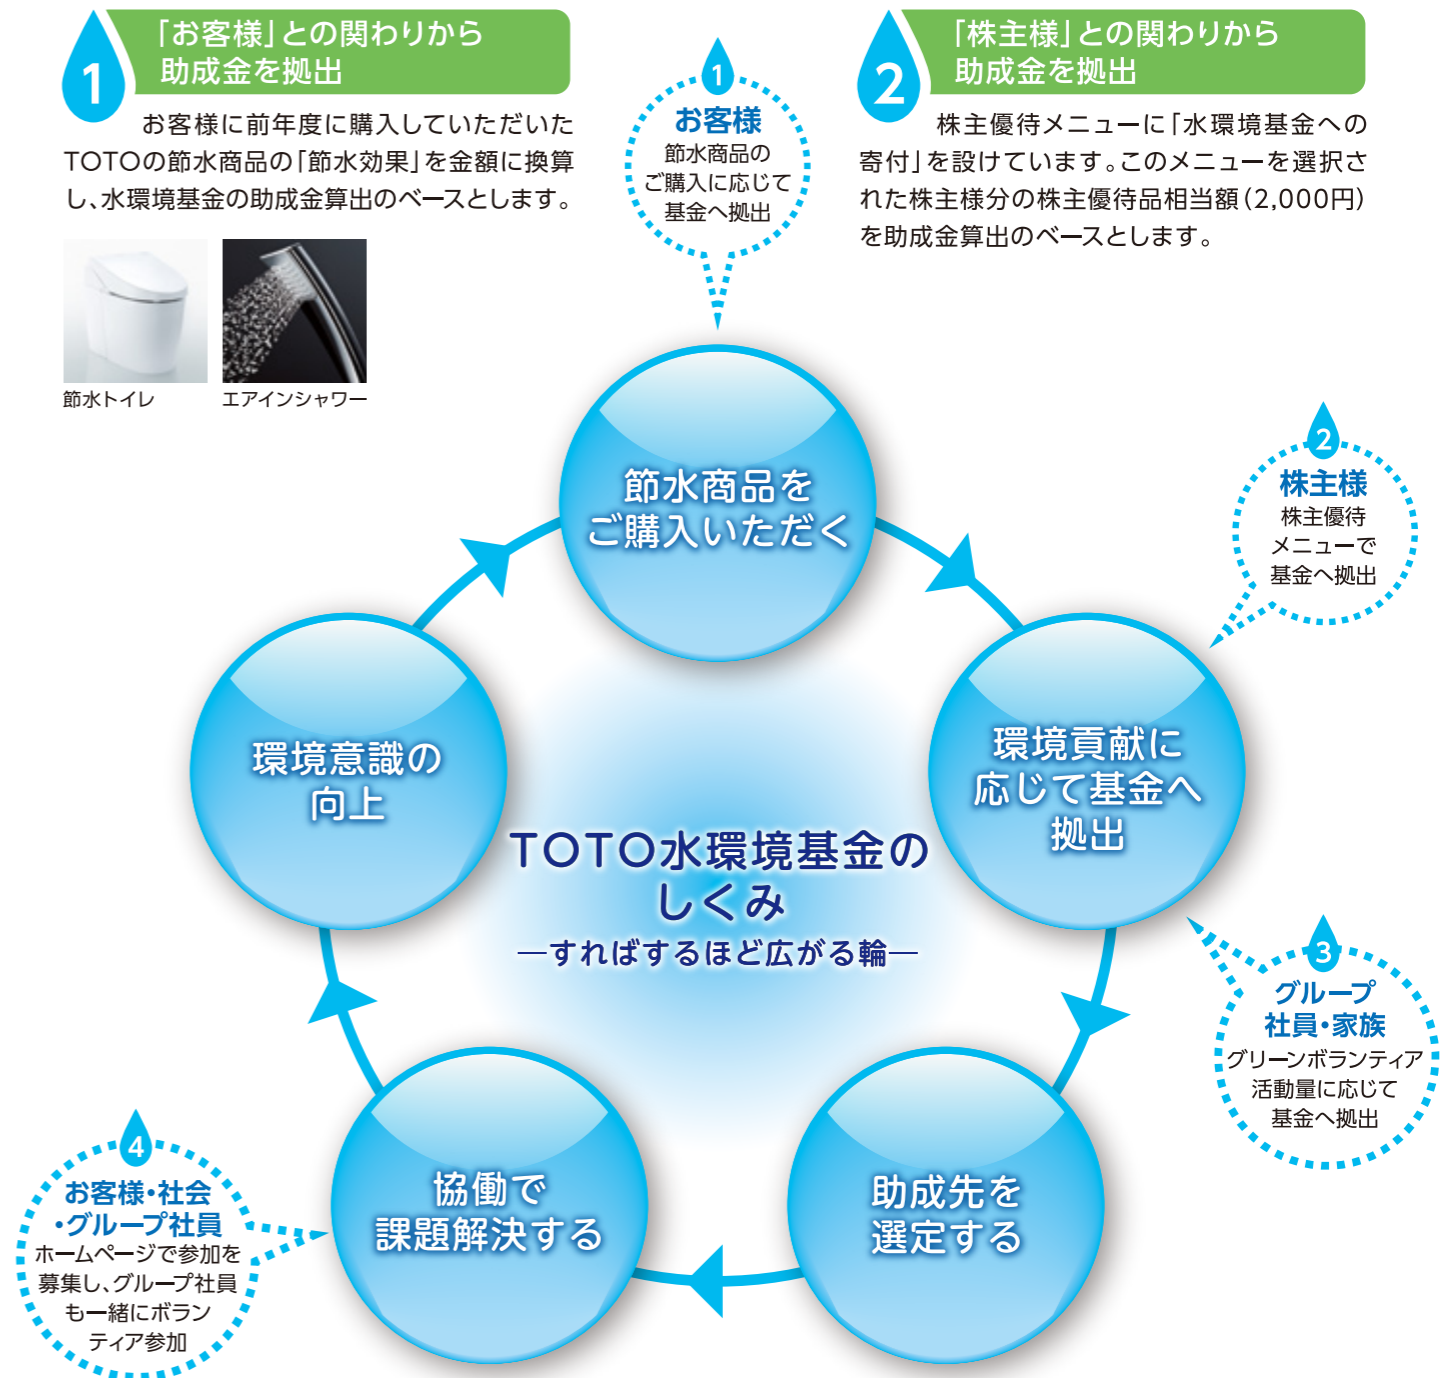 1
「お客様」との関わりから
助成金を拠出
お客様に前年度に購入していただいた
TOTOの節水商品の「節水効果」を金額に換算
し、水環境基金の助成金算出のベースとします。
節水トイレ
エアインシャワー
1
お客様
節水商品の
ご購入に応じて
基金へ拠出
2
「株主様」との関わりから
助成金を拠出
株主優待メニューに「水環境基金への
寄付」を設けています。このメニューを選択さ
れた株主様分の株主優待品相当額（2,000円）
を助成金算出のベースとします。
2
株主様
株主優待
メニューで
基金へ拠出
節水商品を
ご購入いただく
環境貢献に
応じて基金へ
拠出
環境意識の
向上
TOTO水環境基金の
しくみ
―すればするほど広がる輪―
3
グループ
社員・家族
グリーンボランティア
活動量に応じて
基金へ拠出
助成先を
選定する
協働で
課題解決する
4
お客様・社会
・グループ社員
ホームページで参加を
募集し、グループ社員
も一緒にボラン
ティア参加